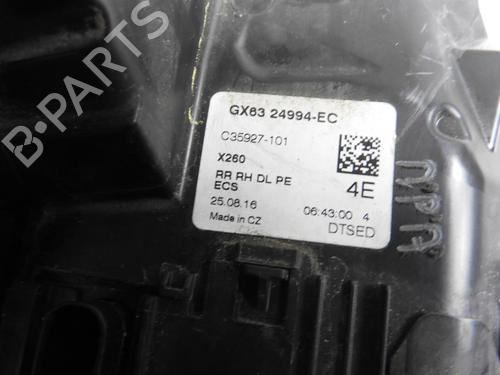 GX63 24994-EC
C35927-101
X260
RR RH DL PE
ECS
4E
25.08.16
06:43:00 4
Made in CZ
DTSED
B-PARTS